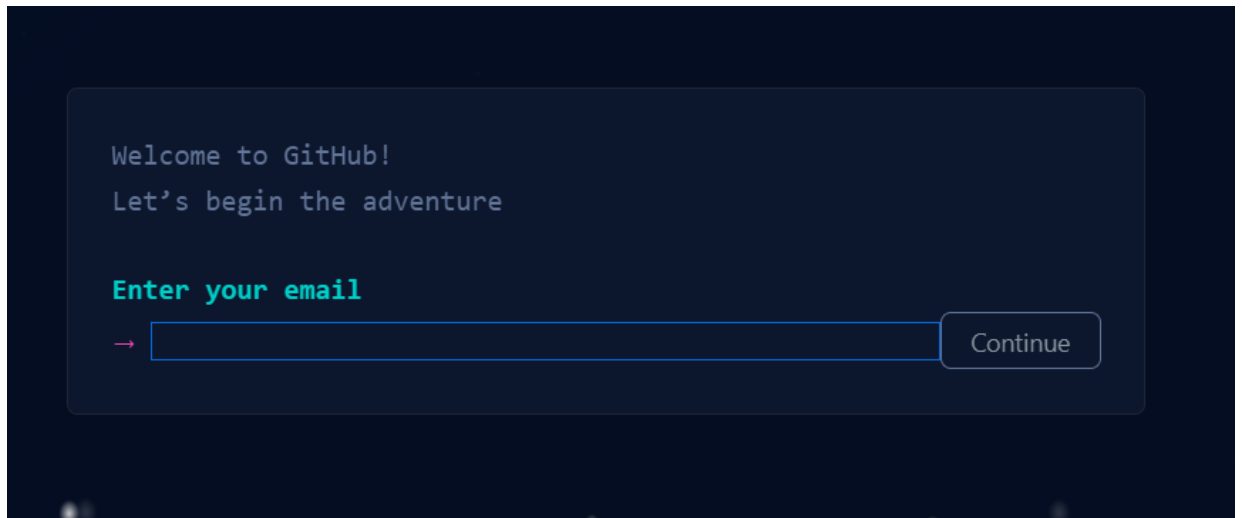 Welcome to GitHub!
Let’s begin the adventure
Enter your email
→ Continue